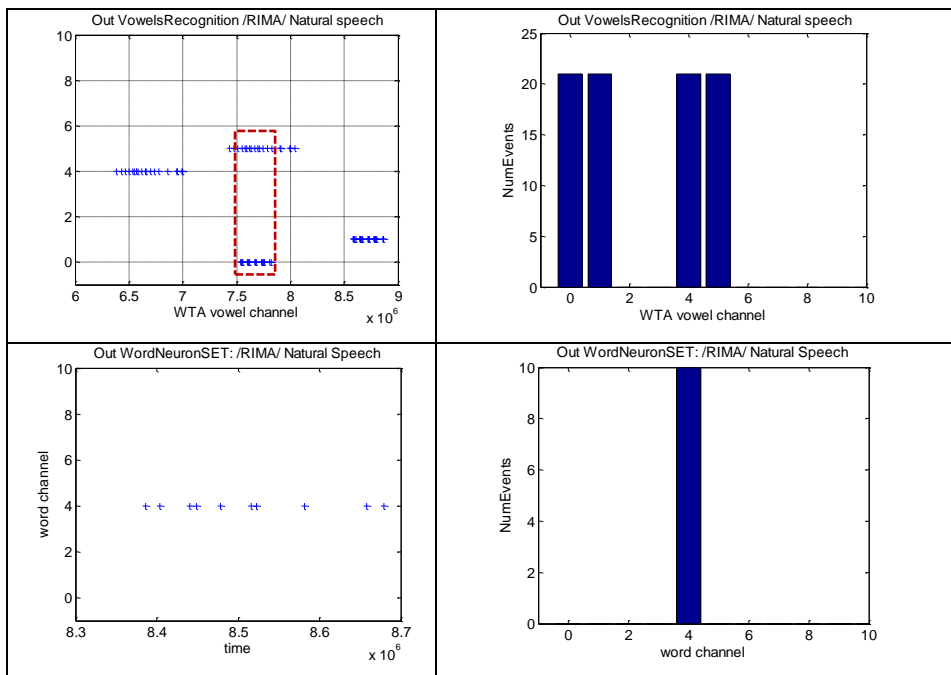 Out VowelsRecognition /RIMA/ Natural speech
10
8
6
4
2
0
6 6.5 7 7.5 8 8.5 9
WTA vowel channel
x 10^6
Out VowelsRecognition /RIMA/ Natural speech
25
20
15
10
5
0
NumEvents
0 2 4 6 8 10
WTA vowel channel
Out WordNeuronSET: /RIMA/ Natural Speech
10
8
6
4
2
0
word channel
8.3 8.4 8.5 8.6 8.7
time
x 10^6
Out WordNeuronSET: /RIMA/ Natural Speech
10
8
6
4
2
0
NumEvents
0 2 4 6 8 10
word channel